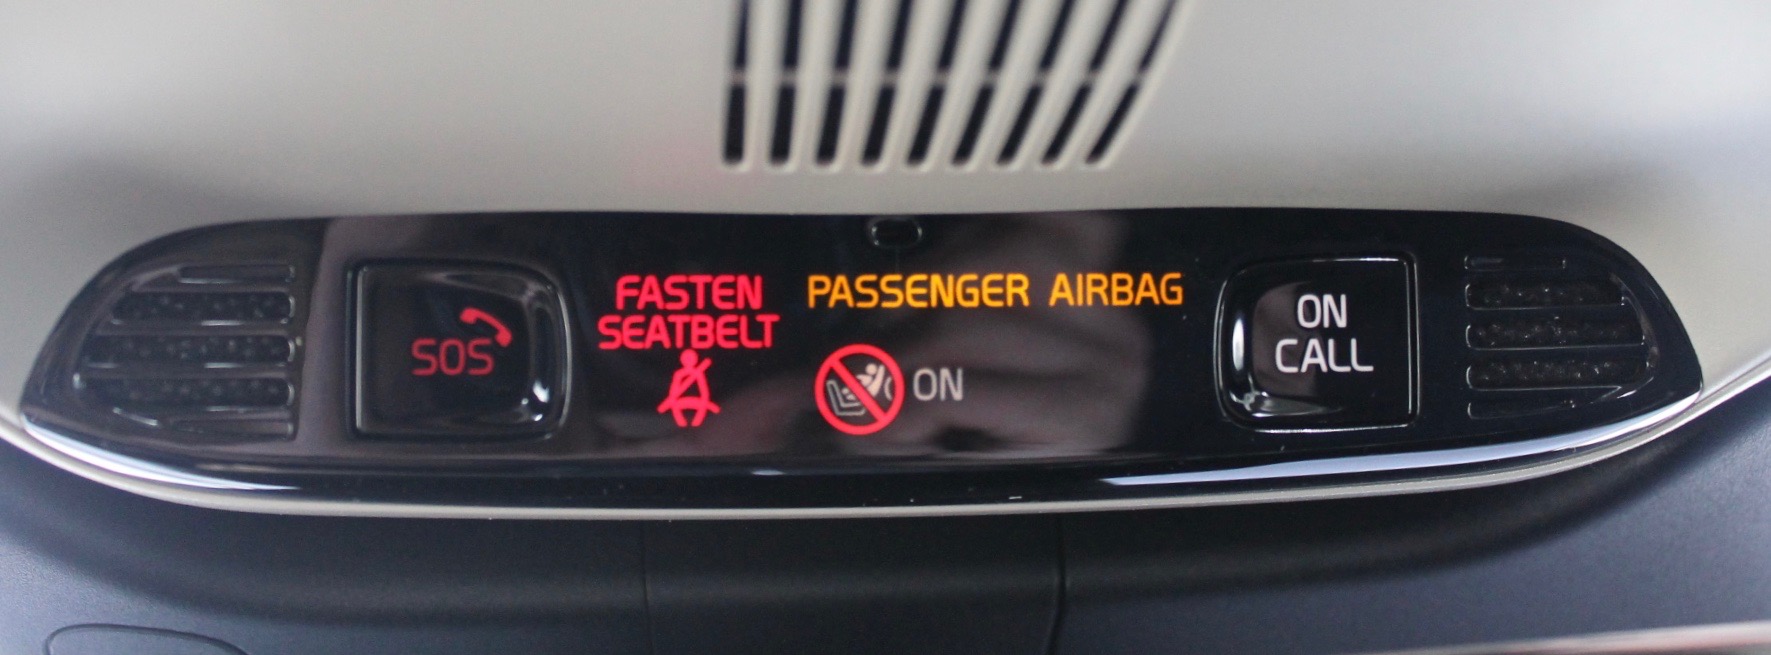 SOS
FASTEN
SEATBELT
PASSENGER AIRBAG
ON
ON
CALL